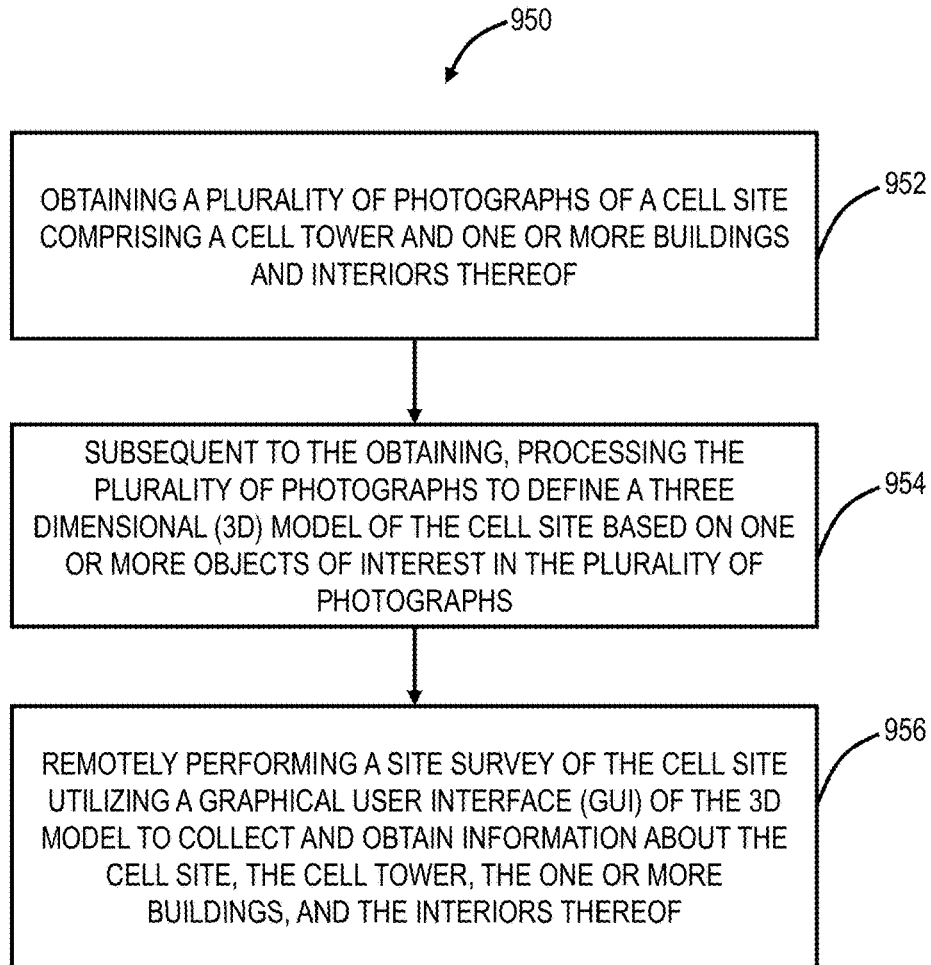 950
OBTAINING A PLURALITY OF PHOTOGRAPHS OF A CELL SITE
COMPRISING A CELL TOWER AND ONE OR MORE BUILDINGS
AND INTERIORS THEREOF
952
SUBSEQUENT TO THE OBTAINING, PROCESSING THE
PLURALITY OF PHOTOGRAPHS TO DEFINE A THREE
DIMENSIONAL (3D) MODEL OF THE CELL SITE BASED ON ONE
OR MORE OBJECTS OF INTEREST IN THE PLURALITY OF
PHOTOGRAPHS
954
REMOTELY PERFORMING A SITE SURVEY OF THE CELL SITE
UTILIZING A GRAPHICAL USER INTERFACE (GUI) OF THE 3D
MODEL TO COLLECT AND OBTAIN INFORMATION ABOUT THE
CELL SITE, THE CELL TOWER, THE ONE OR MORE
BUILDINGS, AND THE INTERIORS THEREOF
956